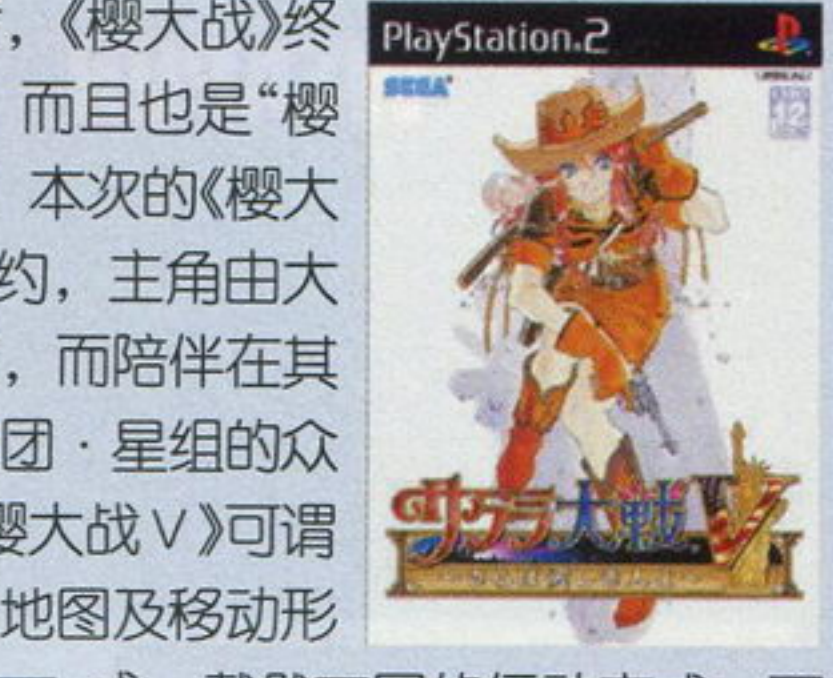 ，《樱大战》终
而且也是“樱
本次的《樱大
约，主角由大
，而陪伴在其
团·星组的众
樱大战Ⅴ》可谓
地图及移动形
PlayStation.2
SEGA
12
サクラ大戦 V